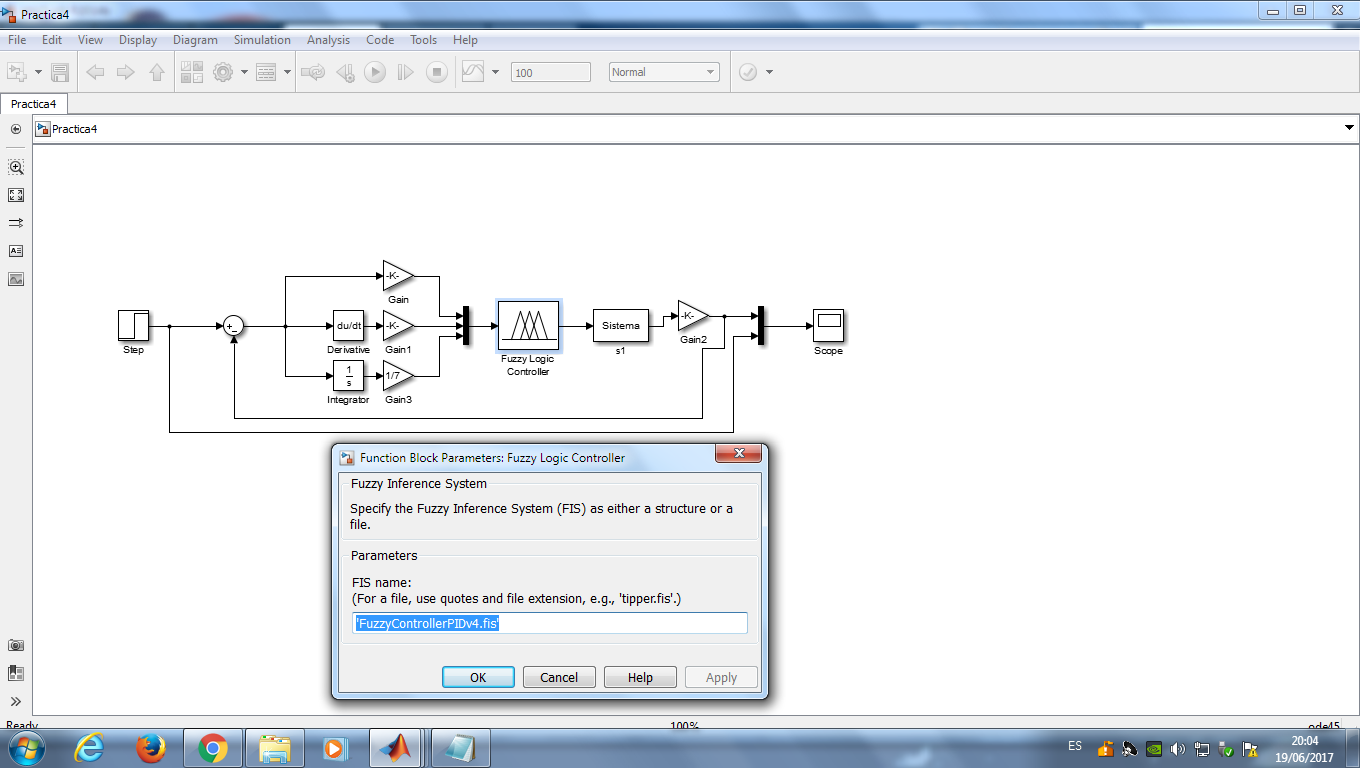 Practica4
File Edit View Display Diagram Simulation Analysis Code Tools Help
100 Normal
Practica4
Practica4
-K-
Gain
Step
+
-
du/dt
Derivative
-K-
Gain1
1
s
Integrator
1/7
Gain3
Fuzzy Logic
Controller
Sistema
s1
-K-
Gain2
Scope
Function Block Parameters: Fuzzy Logic Controller
Fuzzy Inference System
Specify the Fuzzy Inference System (FIS) as either a structure or a
file.
Parameters
FIS name:
(For a file, use quotes and file extension, e.g., 'tipper.fis'.)
'FuzzyControllerPIDv4.fis'
OK Cancel Help Apply
Ready 100% ode45
ES 20:04
19/06/2017